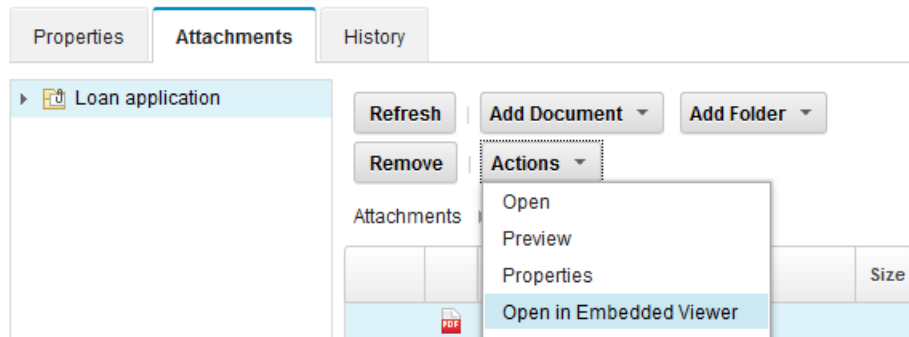 Properties Attachments History
Loan application
Refresh Add Document Add Folder
Remove Actions
Attachments
Open
Preview
Properties
Size
Open in Embedded Viewer
PDF